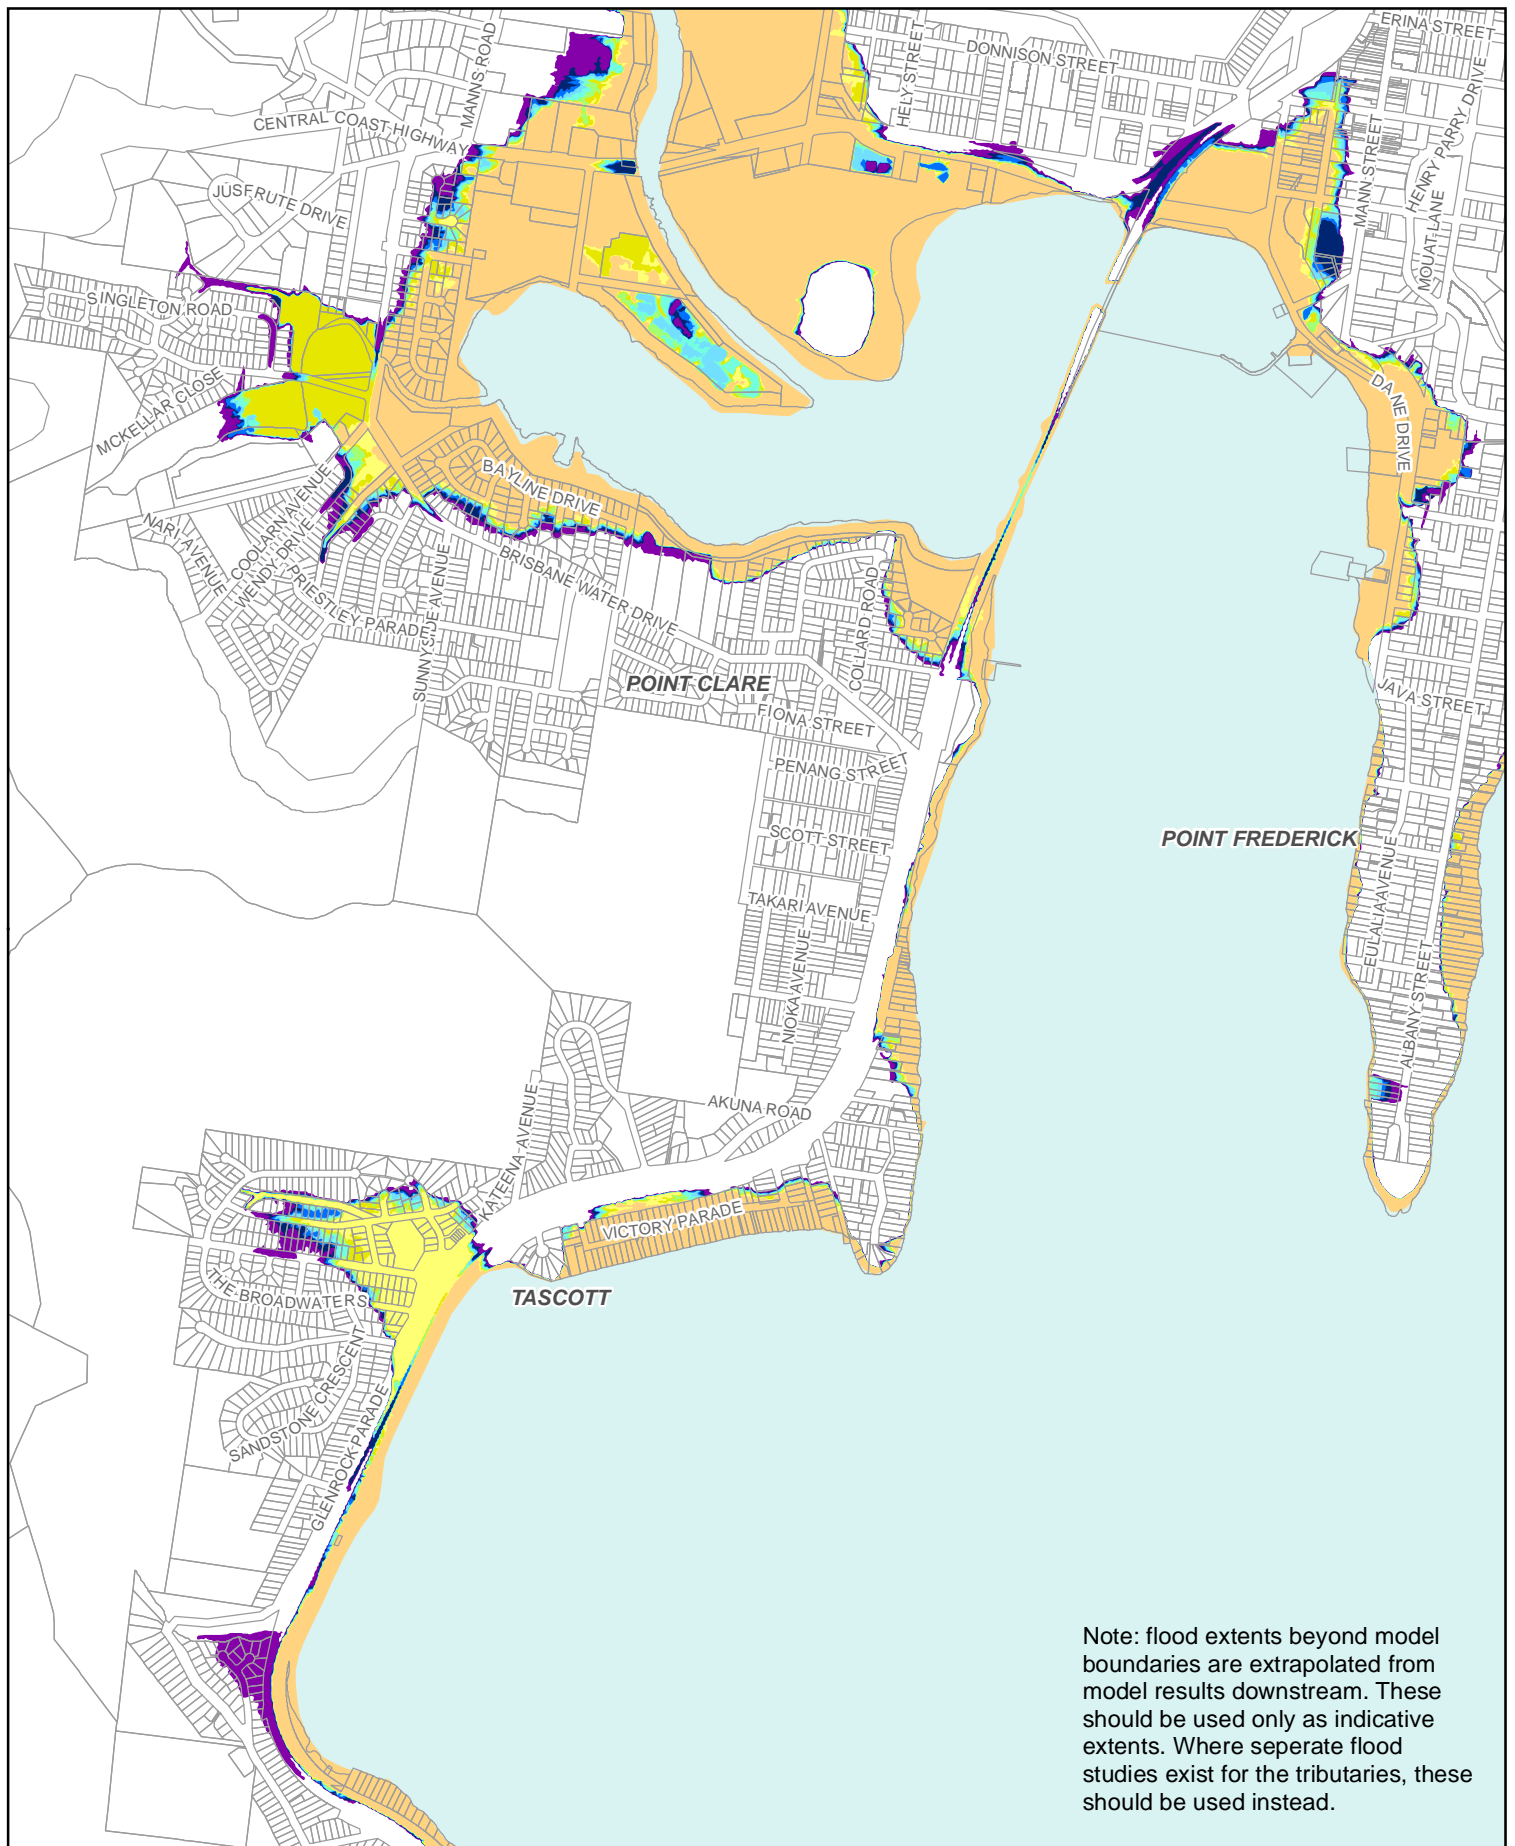 ERINA STREET
MANNS ROAD
HELY STREET
DONNISON STREET
CENTRAL COAST HIGHWAY
HENRY PARRY DRIVE
MANN STREET
JUSFRUTE DRIVE
MOUAT LANE
SINGLETON ROAD
MCKELLAR CLOSE
DANE DRIVE
BAYLINE DRIVE
COOLARN AVENUE
NARI AVENUE
WENDY DRIVE
BRISBANE WATER DRIVE
PRIESTLEY PARADE
SUNNYSIDE AVENUE
COLLARD ROAD
POINT CLARE
JAVA STREET
FIONA STREET
PENANG STREET
SCOTT STREET
POINT FREDERICK
TAKARI AVENUE
EULALIA AVENUE
NIOKA AVENUE
ALBANY STREET
AKUNA ROAD
KATEENA AVENUE
VICTORY PARADE
THE BROADWATERS
TASCOTT
SANDSTONE CRESCENT
GLENROCK PARADE
Note: flood extents beyond model
boundaries are extrapolated from
model results downstream. These
should be used only as indicative
extents. Where seperate flood
studies exist for the tributaries, these
should be used instead.